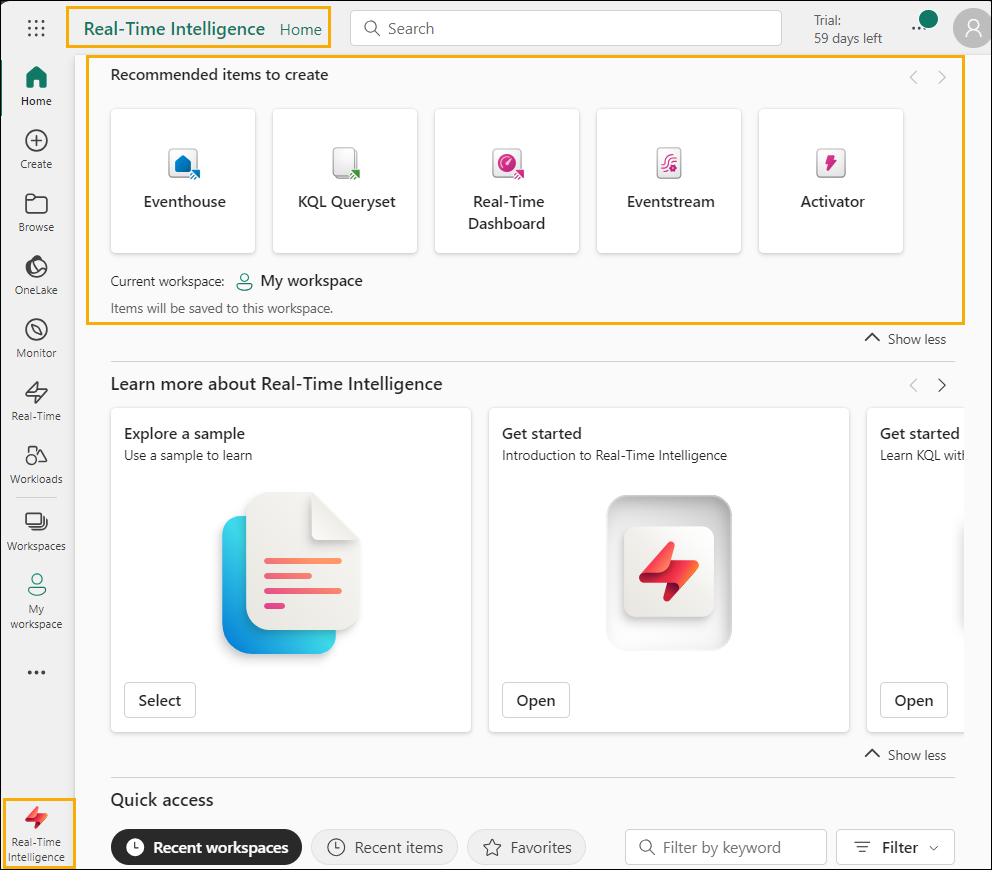 Real-Time Intelligence Home
Search
Trial:
59 days left
Home
Create
Browse
OneLake
Monitor
Real-Time
Workloads
Workspaces
My
workspace
Real-Time
Intelligence
Recommended items to create
Eventhouse
KQL Queryset
Real-Time
Dashboard
Eventstream
Activator
Current workspace: My workspace
Items will be saved to this workspace.
Show less
Learn more about Real-Time Intelligence
Explore a sample
Use a sample to learn
Select
Get started
Introduction to Real-Time Intelligence
Open
Get started
Learn KQL with
Open
Show less
Quick access
Recent workspaces
Recent items
Favorites
Filter by keyword
Filter